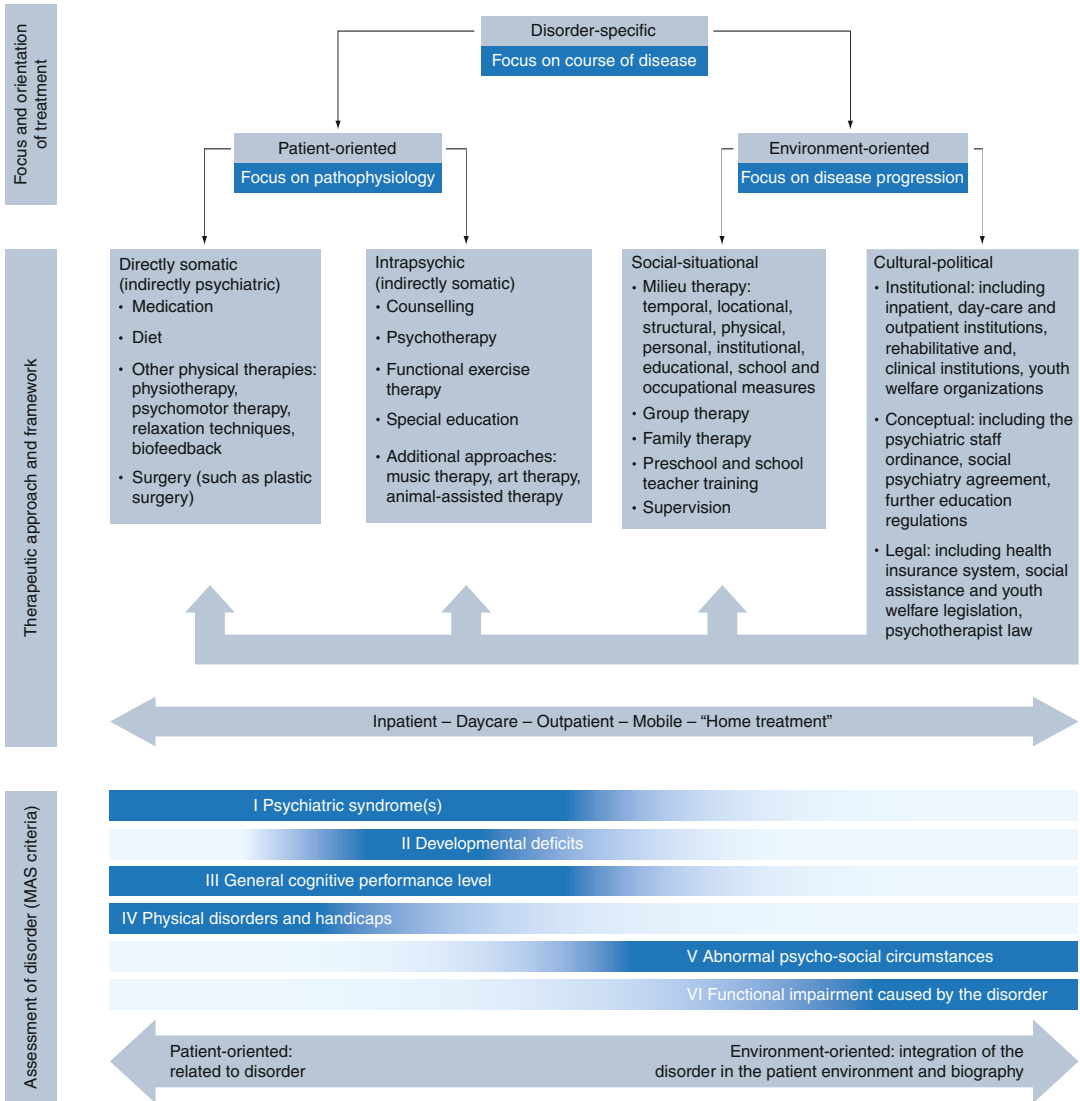 Focus and orientation
of treatment
Disorder-specific
Focus on course of disease
Patient-oriented
Focus on pathophysiology
Environment-oriented
Focus on disease progression
Therapeutic approach and framework
Directly somatic
(indirectly psychiatric)
• Medication
• Diet
• Other physical therapies:
physiotherapy,
psychomotor therapy,
relaxation techniques,
biofeedback
• Surgery (such as plastic
surgery)
Intrapsychic
(indirectly somatic)
• Counselling
• Psychotherapy
• Functional exercise
therapy
• Special education
• Additional approaches:
music therapy, art therapy,
animal-assisted therapy
Social-situational
• Milieu therapy:
temporal, locational,
structural, physical,
personal, institutional,
educational, school and
occupational measures
• Group therapy
• Family therapy
• Preschool and school
teacher training
• Supervision
Cultural-political
• Institutional: including
inpatient, day-care and
outpatient institutions,
rehabilitative and,
clinical institutions, youth
welfare organizations
• Conceptual: including the
psychiatric staff
ordinance, social
psychiatry agreement,
further education
regulations
• Legal: including health
insurance system, social
assistance and youth
welfare legislation,
psychotherapist law
Inpatient – Daycare – Outpatient – Mobile – “Home treatment”
Assessment of disorder (MAS criteria)
I Psychiatric syndrome(s)
II Developmental deficits
III General cognitive performance level
IV Physical disorders and handicaps
V Abnormal psycho-social circumstances
VI Functional impairment caused by the disorder
Patient-oriented:
related to disorder
Environment-oriented: integration of the
disorder in the patient environment and biography